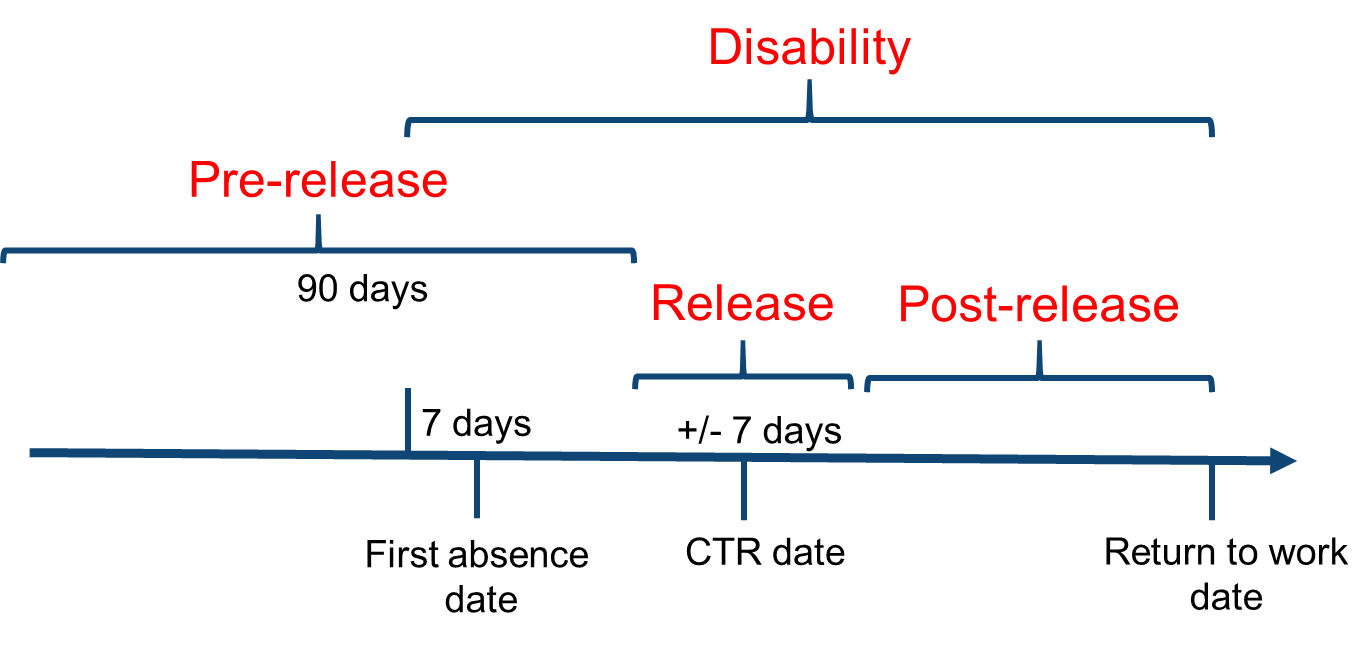 Disability
Pre-release
90 days
Release
Post-release
7 days
+/- 7 days
First absence
date
CTR date
Return to work
date